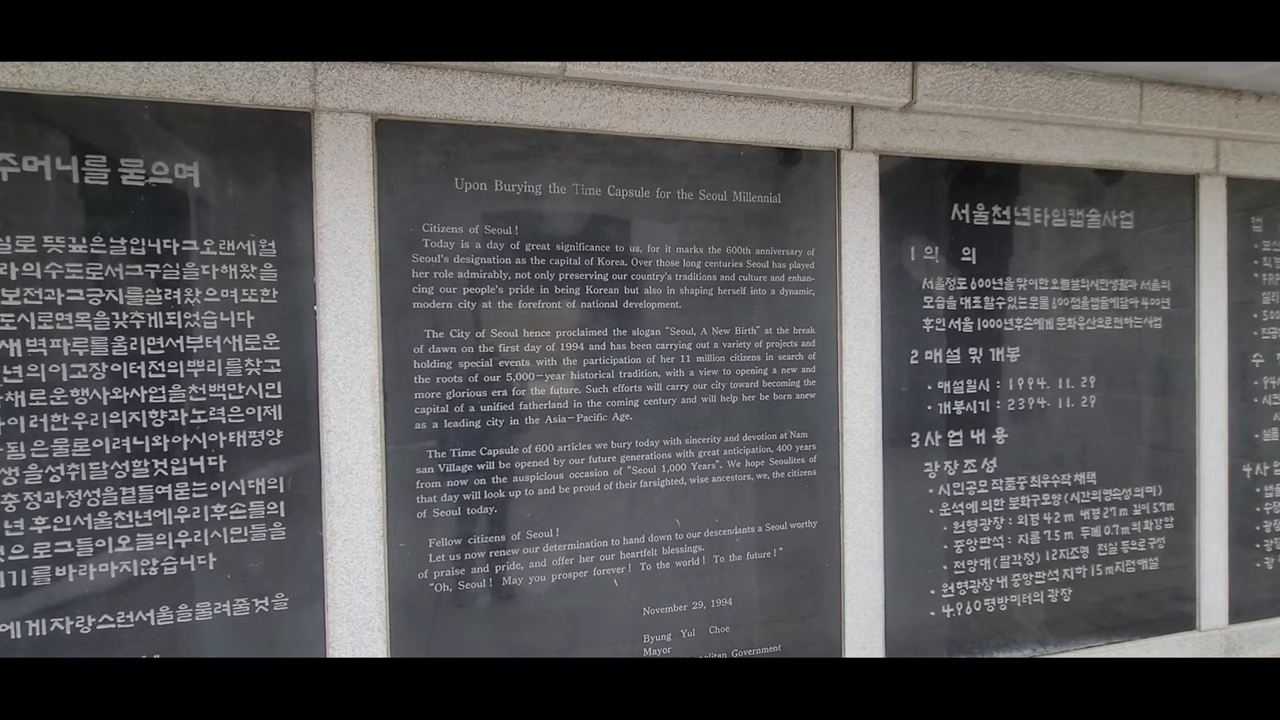 주머니를 묻으며
로 뜻깊은날입니다그오랜세월
라의수도로서그구실을다해왔을
보전과그긍지를살려왔으며또한
도시로면목을갖추게되었습니다
새벽파루를울리면서부터새로운
년의이고장이터전의뿌리를찾고
채로운행사와사업을천백만시민
이러한우리의지향과노력은이제
됨은물론이려니와아시아태평양
생을성취달성할것입니다
충정과정성을곁들여묻는이시대의
년 후인서울천년에우리후손들의
으로그들이오늘의우리시민들을
기를바라마지않습니다
에게자랑스런서울을물려줄것을
Upon Burying the Time Capsule for the Seoul Millennial
Citizens of Seoul!
Today is a day of great significance to us, for it marks the 600th anniversary of
Seoul's designation as the capital of Korea. Over those long centuries Seoul has played
her role admirably, not only preserving our country's traditions and culture and enhan-
cing our people's pride in being Korean but also in shaping herself into a dynamic,
modern city at the forefront of national development.
The City of Seoul hence proclaimed the slogan "Seoul, A New Birth" at the break
of dawn on the first day of 1994 and has been carrying out a variety of projects and
holding special events with the participation of her 11 million citizens in search of
the roots of our 5,000-year historical tradition, with a view to opening a new and
more glorious era for the future. Such efforts will carry our city toward becoming the
capital of a unified fatherland in the coming century and will help her be born anew
as a leading city in the Asia-Pacific Age.
The Time Capsule of 600 articles we bury today with sincerity and devotion at Nam
san Village will be opened by our future generations with great anticipation, 400 years
from now on the auspicious occasion of "Seoul 1,000 Years". We hope Seoulites of
that day will look up to and be proud of their farsighted, wise ancestors, we, the citizens
of Seoul today.
Fellow citizens of Seoul!
Let us now renew our determination to hand down to our descendants a Seoul worthy
of praise and pride, and offer her our heartfelt blessings.
"Oh, Seoul! May you prosper forever! To the world! To the future!"
November 29, 1994
Byung Yul Choe
Mayor
Government
서울천년타임캡슐사업
1 의 의
서울정도 600년을 맞이한 오늘날의시민생활과 서울의
모습을 대표할수있는문물 600점을캡슐에담아 400년
후인 서울 1000년후손에게 문화유산으로전하는사업
2 매설 및 개봉
· 매설일시 : 1994. 11. 29
· 개봉시기 : 2394. 11. 29
3 사업내용
광장조성
· 시민공모 작품중 최우수작 채택
· 운석에 의한 분화구모양 (시간의영속성 의미)
· 원형광장 : 외경 42m 내경 27m 깊이 5.7m
· 중앙판석 : 지름 7.5m 두께 0.7m의 화강암
· 전망대 (팔각정) 12지조명 전설 등으로구성
· 원형광장내 중앙판석 지하 15m지점매설
· 4,960평방미터의 광장
4 사업